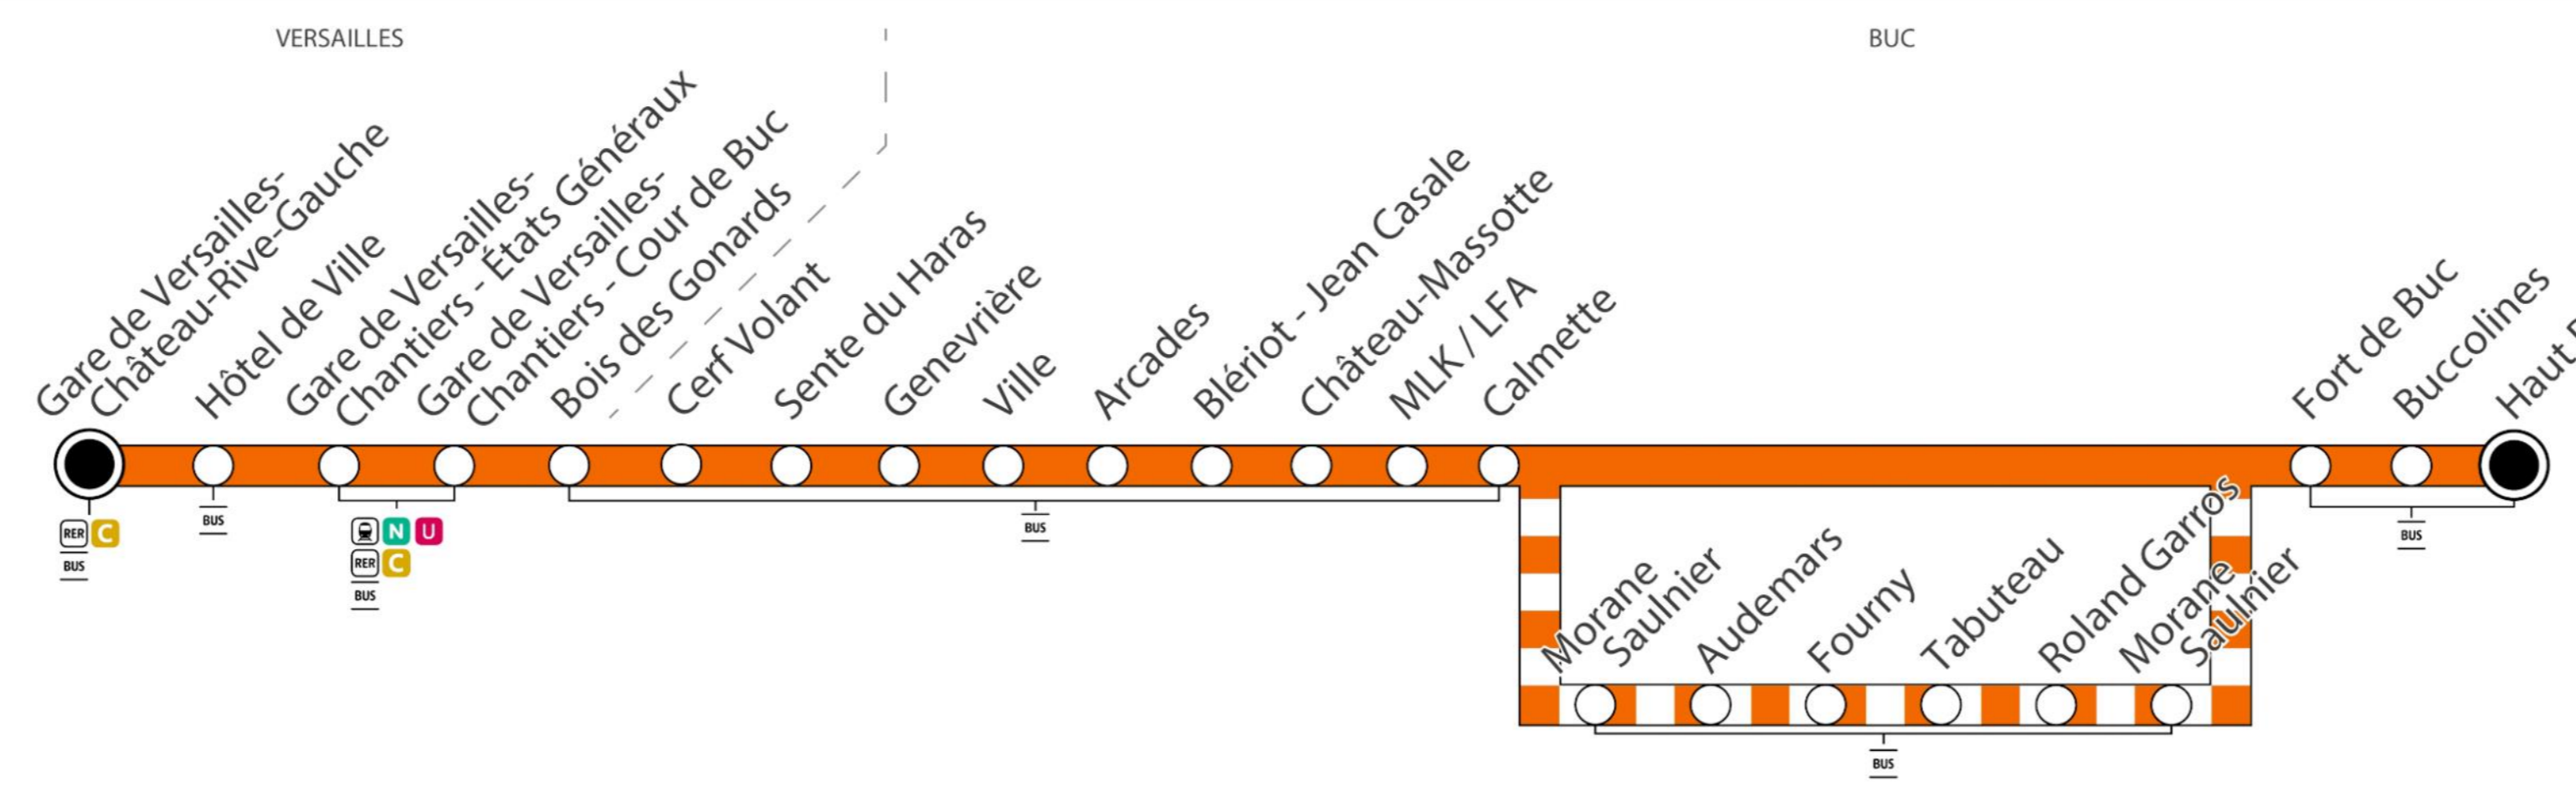 VERSAILLES
BUC
Gare de Versailles-
Château-Rive-Gauche
Hôtel de Ville
Gare de Versailles-
Chantiers - États Généraux
Gare de Versailles-
Chantiers - Cour de Buc
Bois des Gonards
Cerf Volant
Sente du Haras
Genevrière
Ville
Arcades
Blériot - Jean Casale
Château-Massotte
MLK / LFA
Calmette
Fort de Buc
Buccolines
Haut
RER C
BUS
BUS
N U
RER C
BUS
BUS
BUS
Morane
Saulnier
Audemars
Fourny
Tabuteau
Roland Garros
Morane
Saulnier
BUS